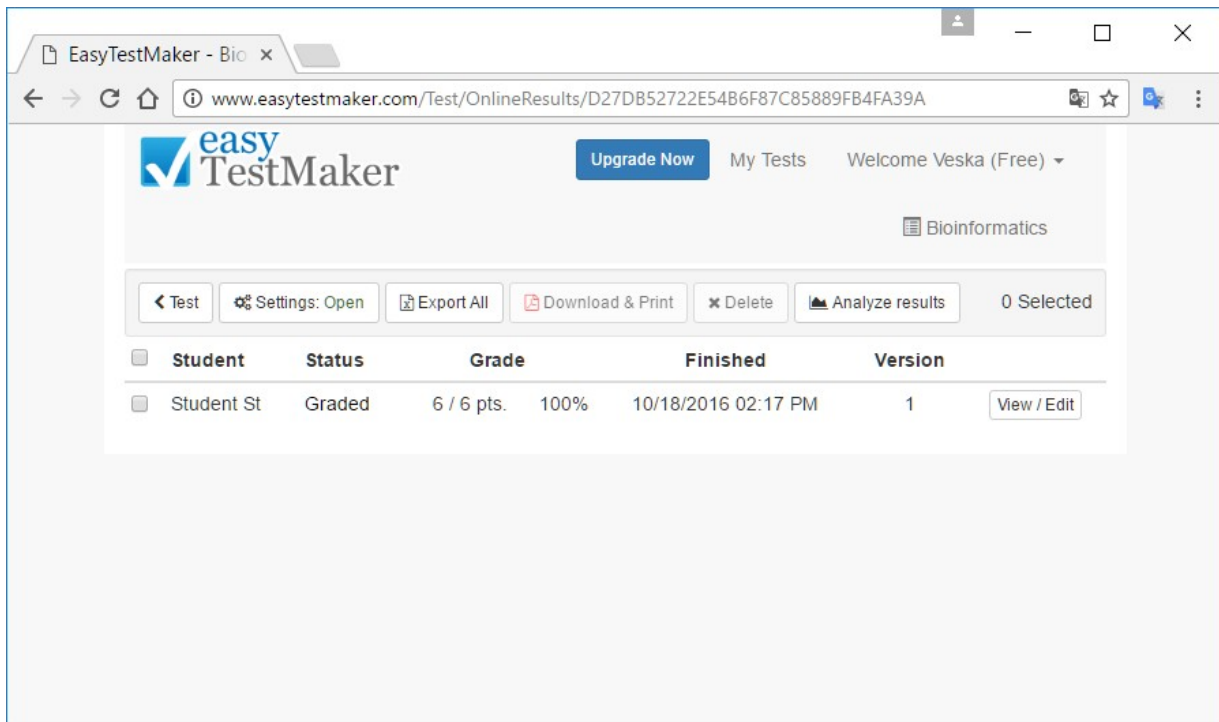 EasyTestMaker - Bio
www.easytestmaker.com/Test/OnlineResults/D27DB52722E54B6F87C85889FB4FA39A
easy
TestMaker
Upgrade Now My Tests Welcome Veska (Free)
Bioinformatics
Test Settings: Open Export All Download & Print Delete Analyze results 0 Selected
Student Status Grade Finished Version
Student St Graded 6 / 6 pts. 100% 10/18/2016 02:17 PM 1 View / Edit